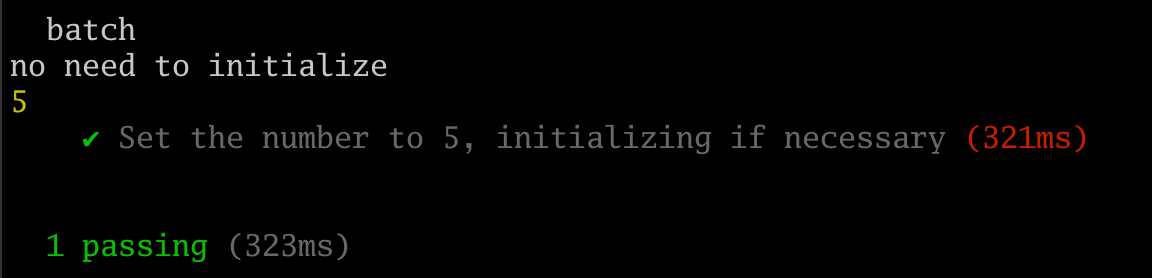 batch
no need to initialize
5
✔ Set the number to 5, initializing if necessary (321ms)
1 passing (323ms)